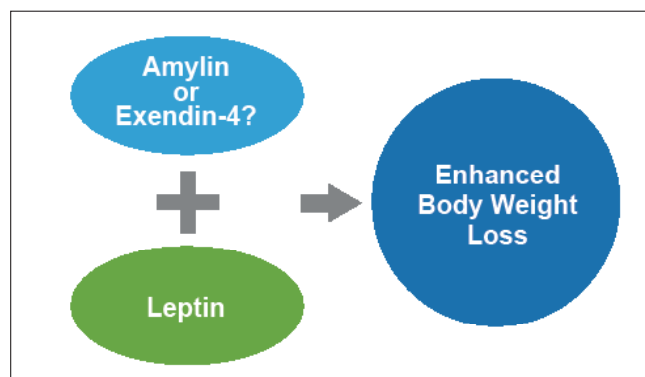 Amylin
or
Exendin-4?
Leptin
Enhanced
Body Weight
Loss